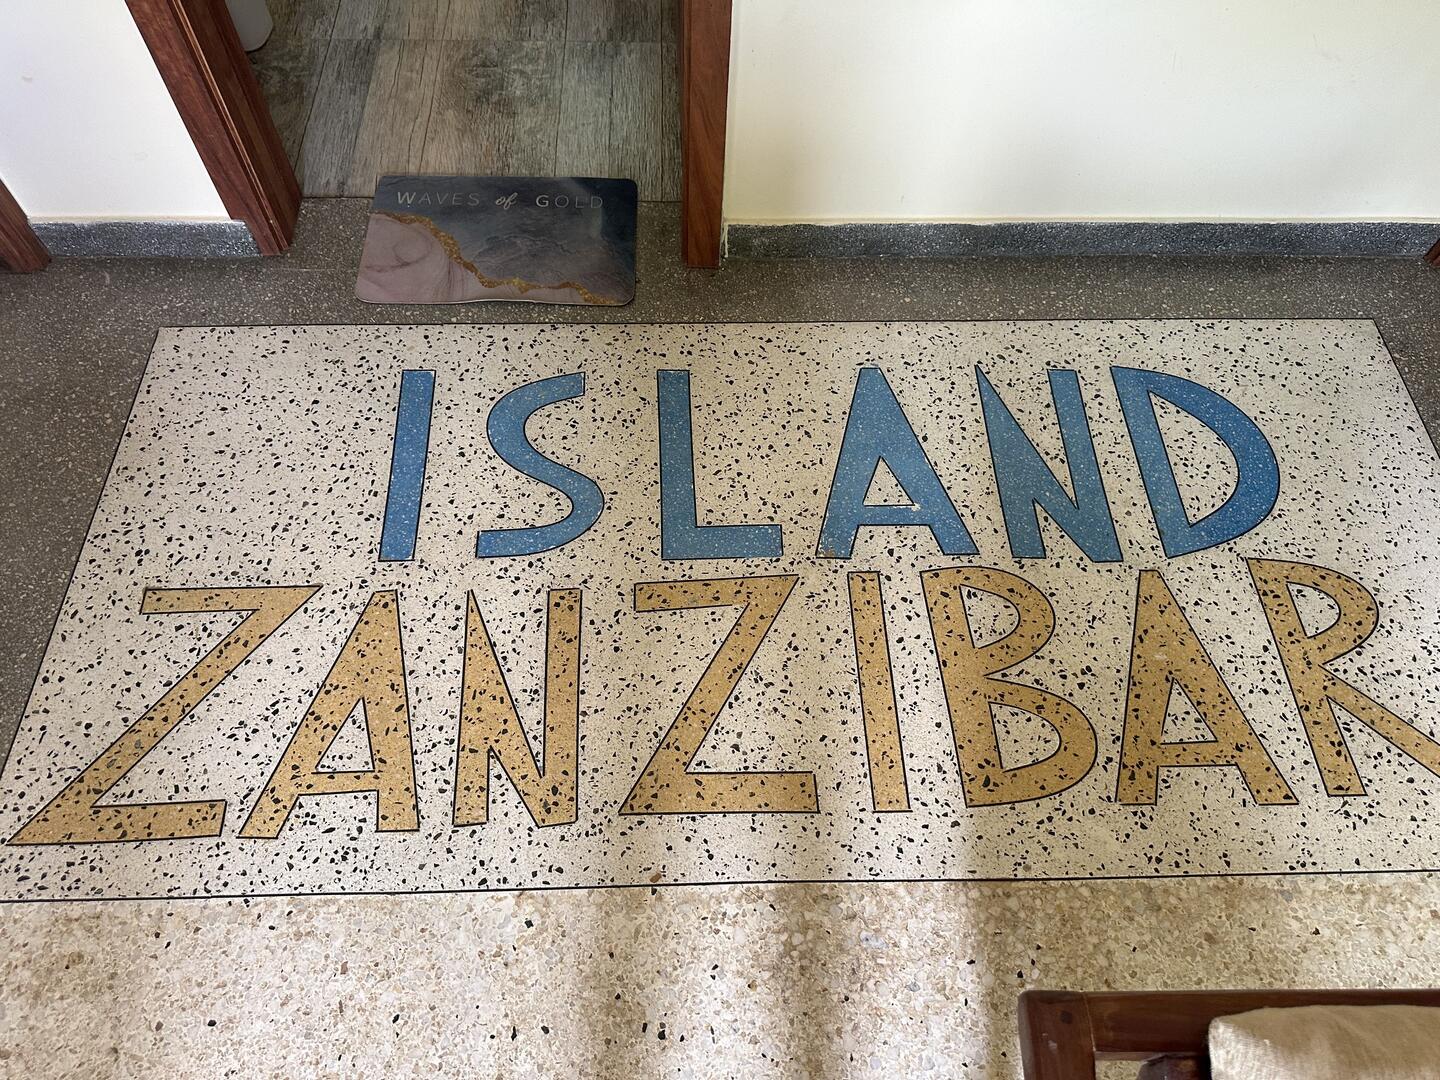 WAVES of GOLD
ISLAND
ZANZIBAR